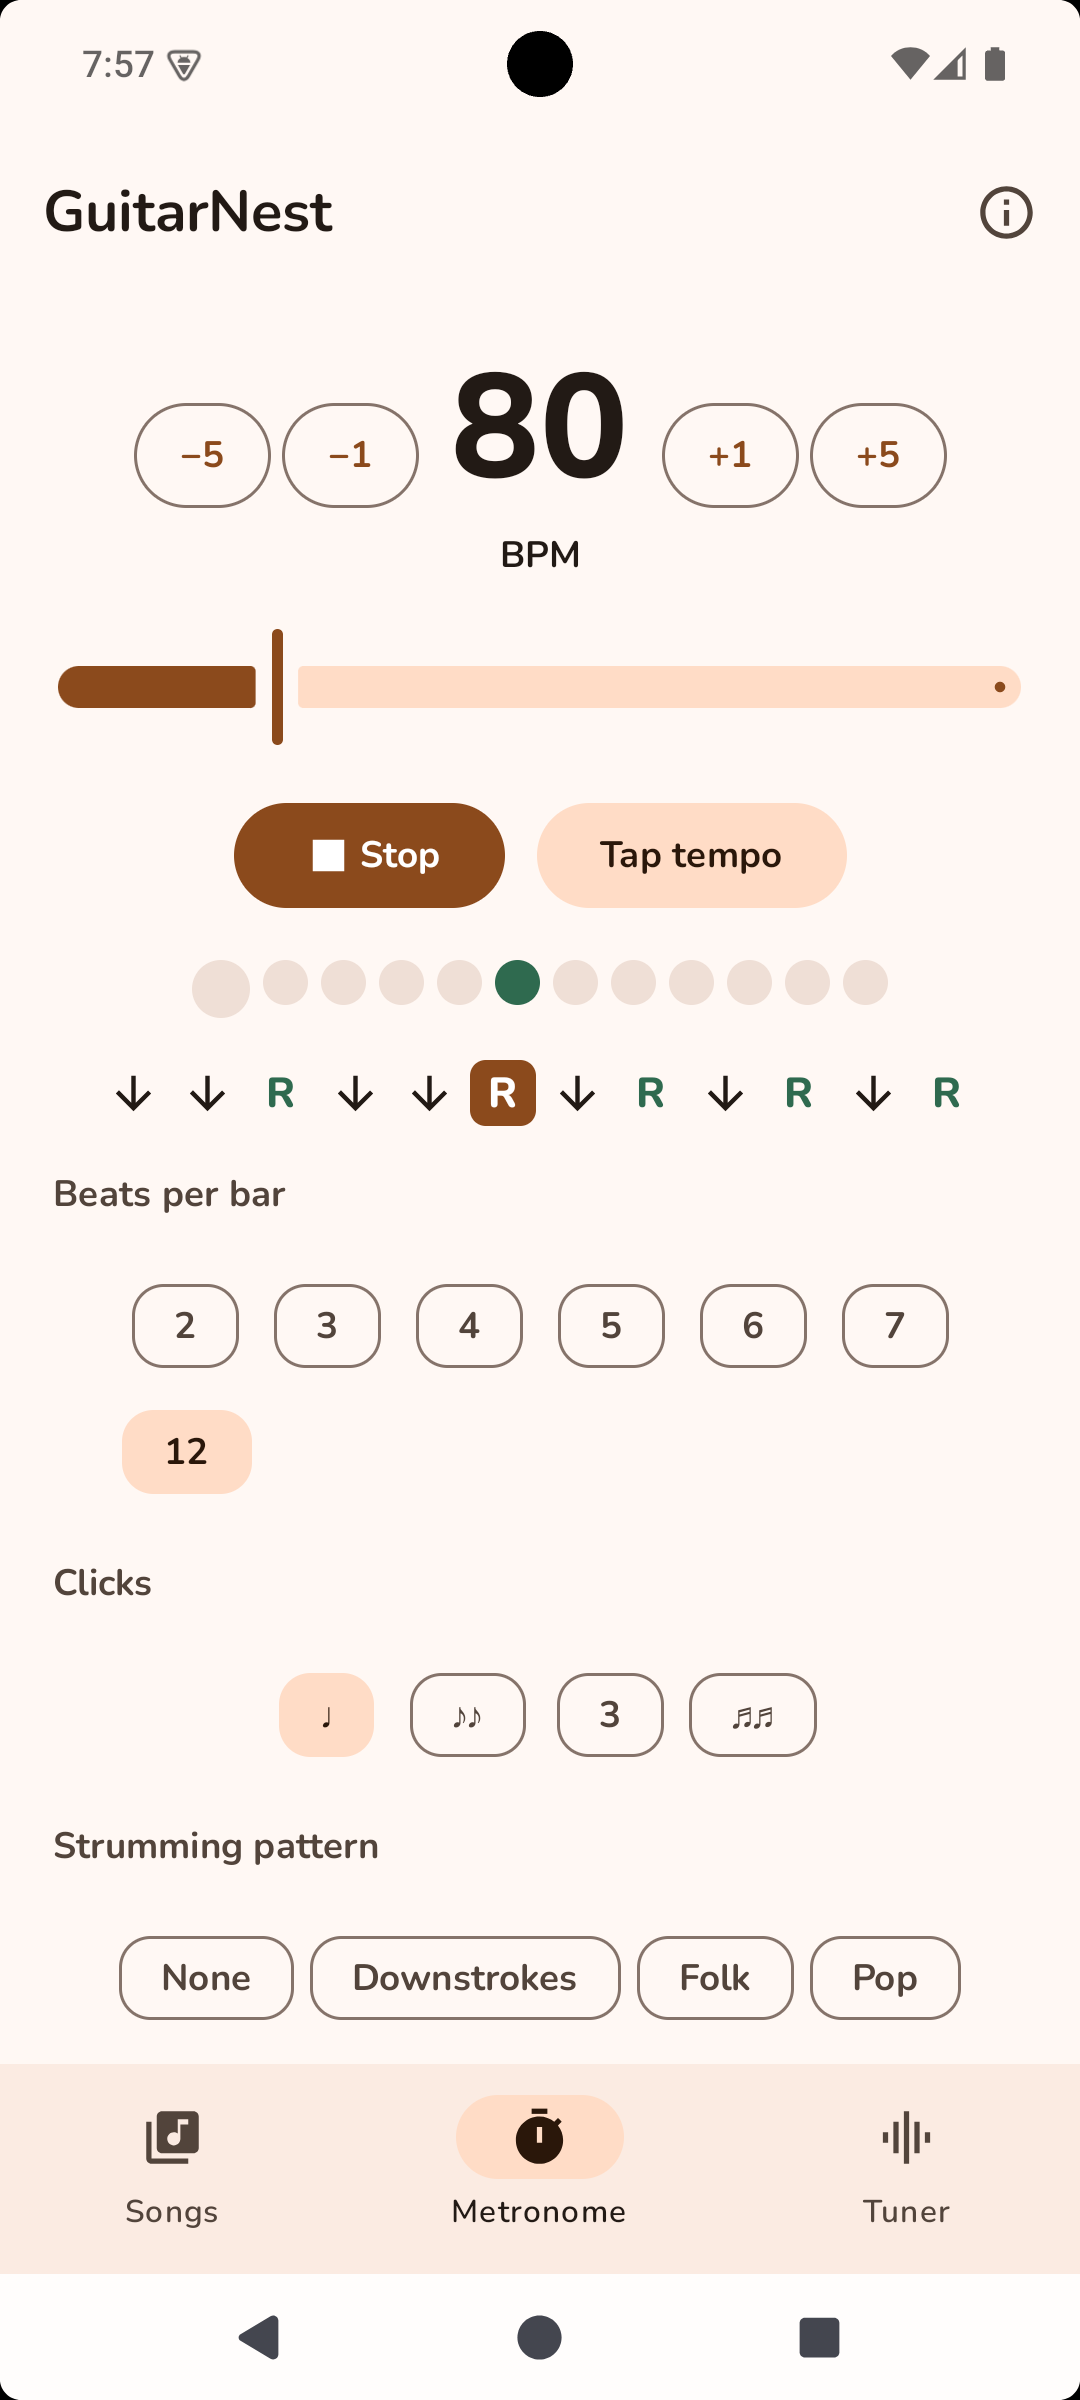 7:57
GuitarNest
−5 −1 80 +1 +5
BPM
Stop Tap tempo
↓ ↓ R ↓ ↓ R ↓ R ↓ R ↓ R
Beats per bar
2 3 4 5 6 7
12
Clicks
♩ ♪♪ 3 ♬♬
Strumming pattern
None Downstrokes Folk Pop
Songs Metronome Tuner